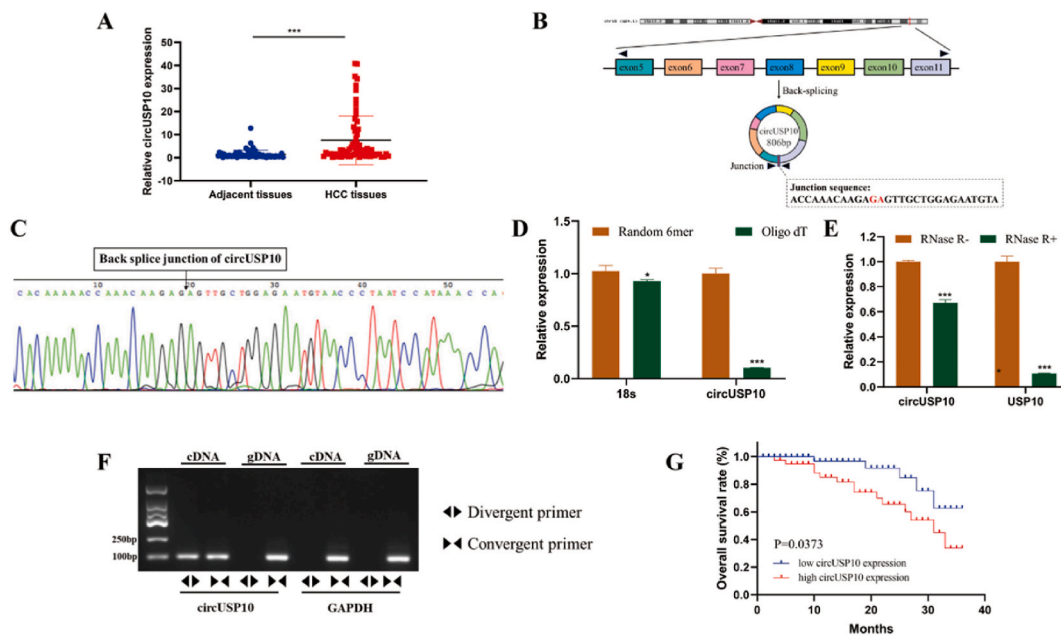 A
***
Relative circUSP10 expression
50
40
30
20
10
0
-10
Adjacent tissues
HCC tissues
B
exon5
exon6
exon7
exon8
exon9
exon10
exon11
Back-splicing
circUSP10
806bp
Junction
Junction sequence:
ACCAAACAAGAGAGTTGCTGGAGAATGTA
C
Back splice junction of circUSP10
10
20
30
40
50
CACAAAAACCAAACAAGAGAGTTGCTGGAGAATGTAACCCTAATCCATAAACCA
D
Random 6mer
Oligo dT
Relative expression
1.5
1.0
0.5
0.0
*
***
18s
circUSP10
E
RNase R-
RNase R+
Relative expression
1.2
1.0
0.8
0.6
0.4
0.2
0.0
***
*
***
circUSP10
USP10
F
cDNA
gDNA
cDNA
gDNA
250bp
100bp
circUSP10
GAPDH
Divergent primer
Convergent primer
G
Overall survival rate (%)
1.0
0.8
0.6
0.4
0.2
0.0
P=0.0373
low circUSP10 expression
high circUSP10 expression
0
10
20
30
40
Months